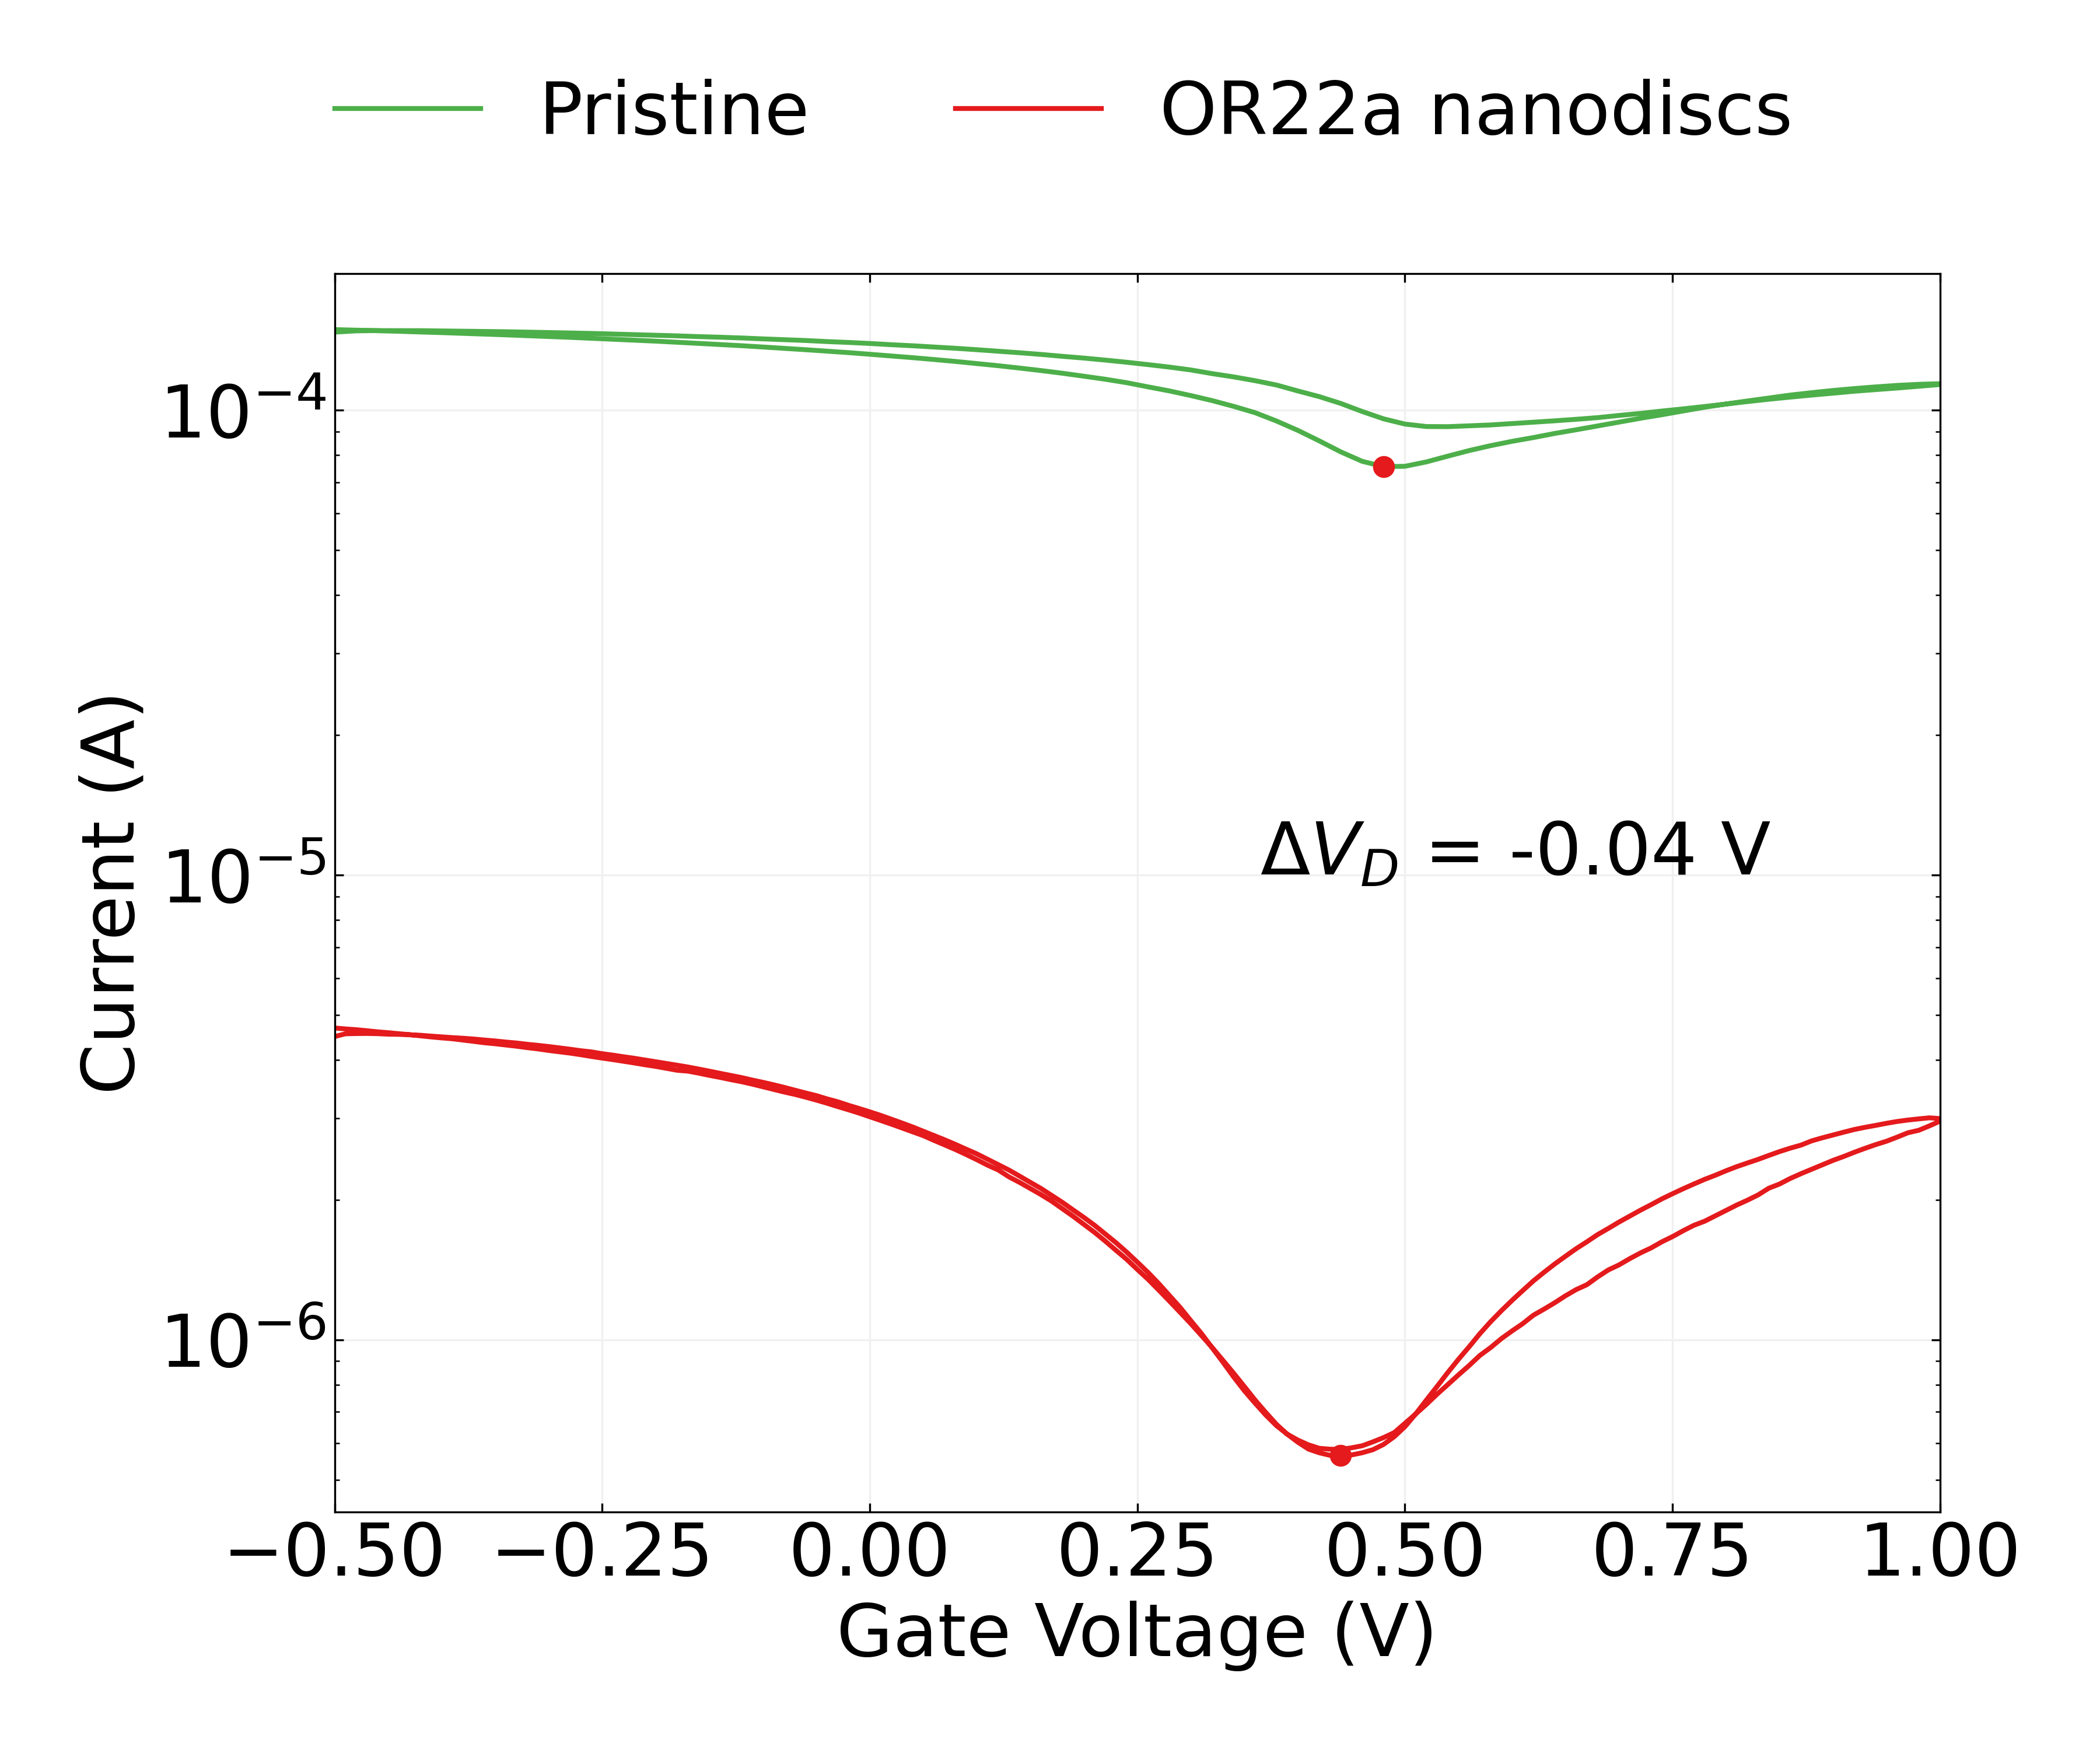 Pristine OR22a nanodiscs
10⁻⁴
10⁻⁵
10⁻⁶
Current (A)
ΔV_D = -0.04 V
−0.50 −0.25 0.00 0.25 0.50 0.75 1.00
Gate Voltage (V)